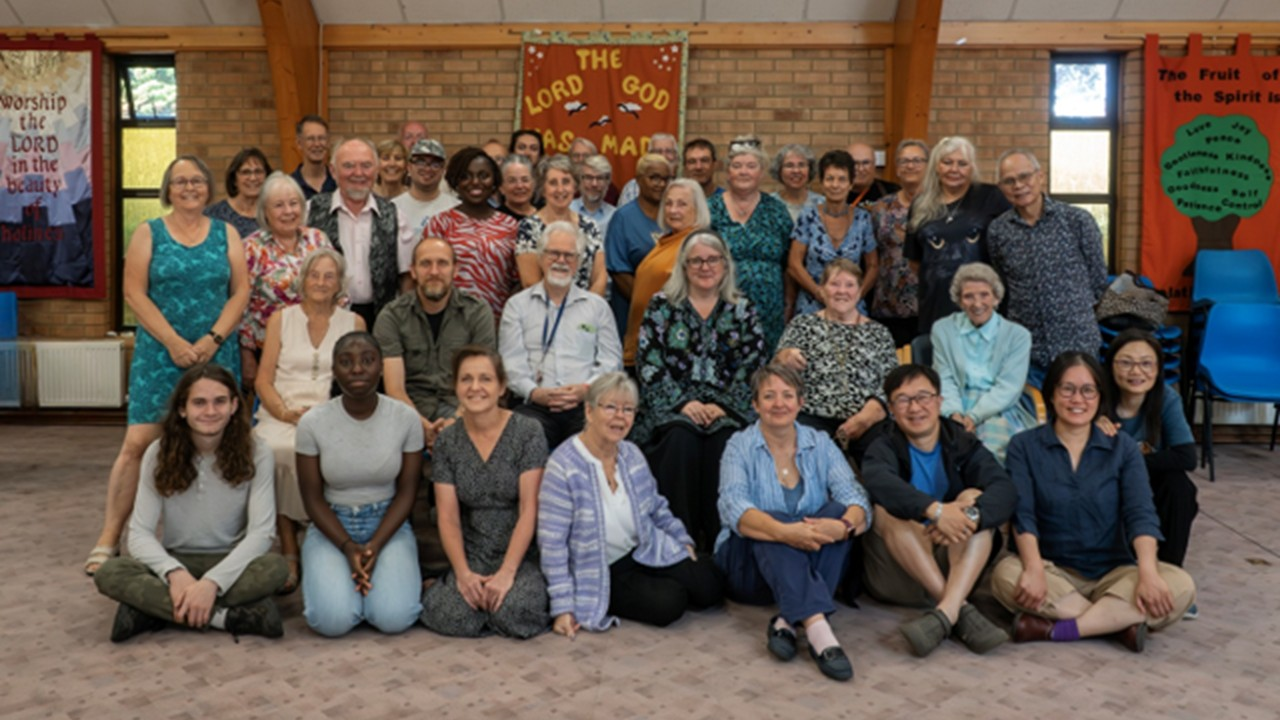 worship
the
LORD
in the
beauty
of
holiness
THE
LORD GOD
HAS MADE
The Fruit of
the Spirit is
Love Joy
Peace
Gentleness Kindness
Faithfulness
Goodness Self
Patience Control